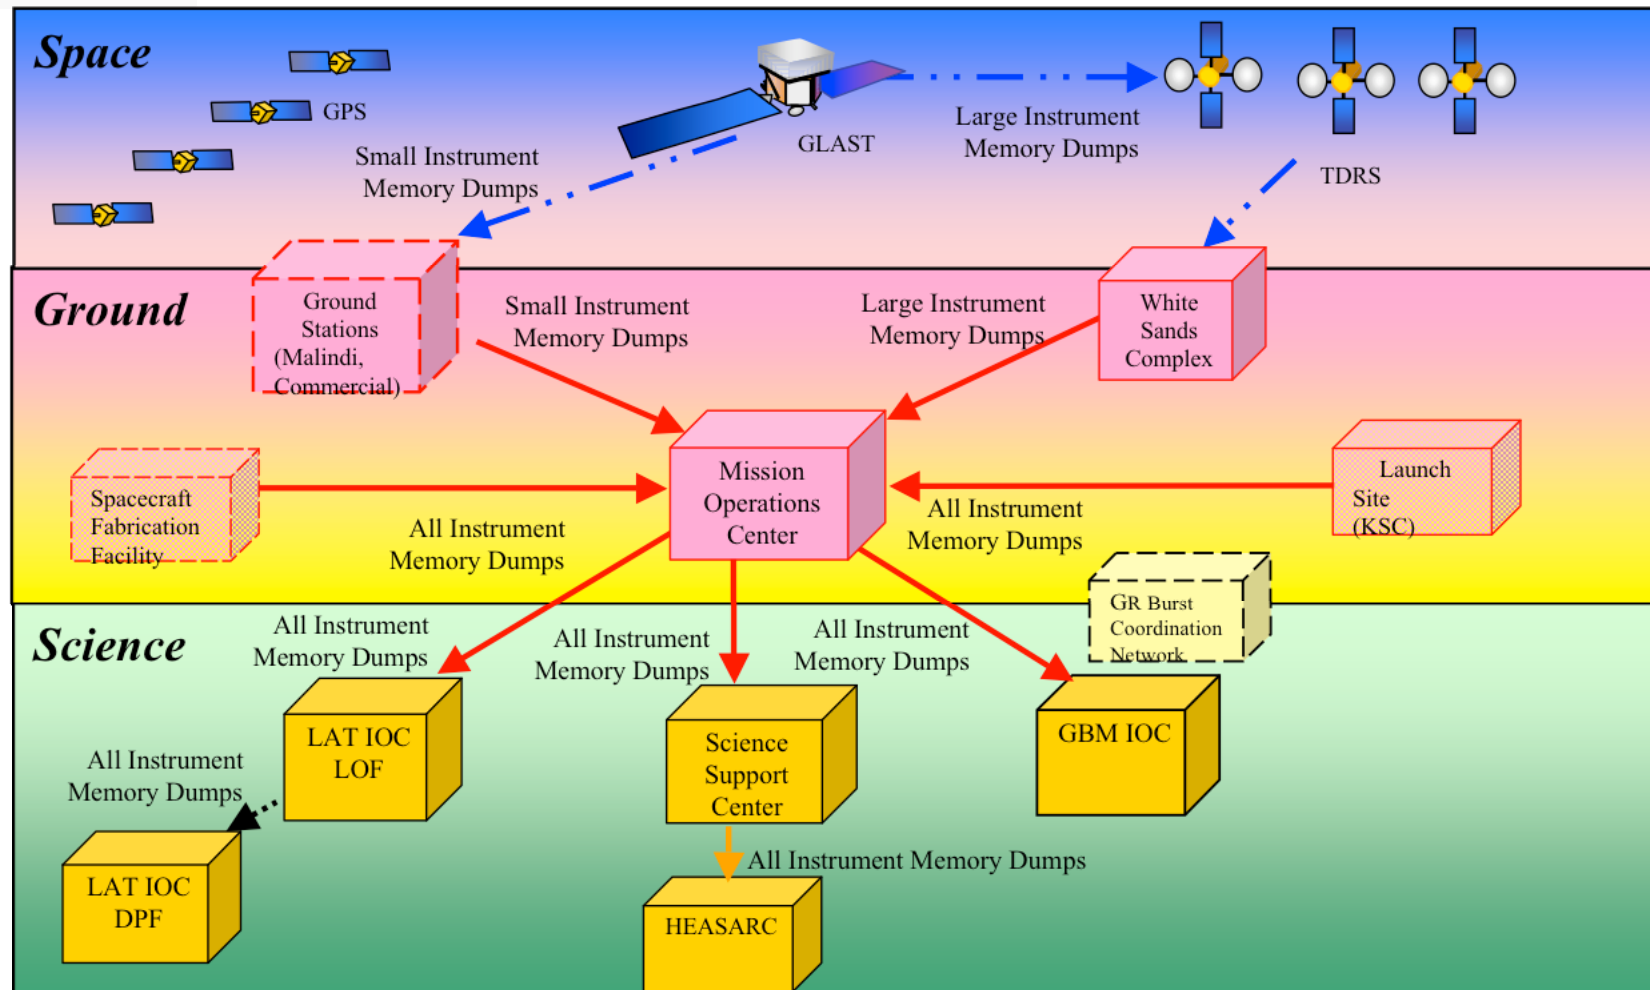 Space
GPS
GLAST
Large Instrument
Memory Dumps
Small Instrument
Memory Dumps
TDRS
Ground
Ground
Stations
(Malindi,
Commercial)
Small Instrument
Memory Dumps
Large Instrument
Memory Dumps
White
Sands
Complex
Mission
Operations
Center
Spacecraft
Fabrication
Facility
All Instrument
Memory Dumps
All Instrument
Memory Dumps
Launch
Site
(KSC)
GR Burst
Coordination
Network
Science
All Instrument
Memory Dumps
All Instrument
Memory Dumps
All Instrument
Memory Dumps
LAT IOC
LOF
Science
Support
Center
GBM IOC
All Instrument
Memory Dumps
LAT IOC
DPF
All Instrument Memory Dumps
HEASARC